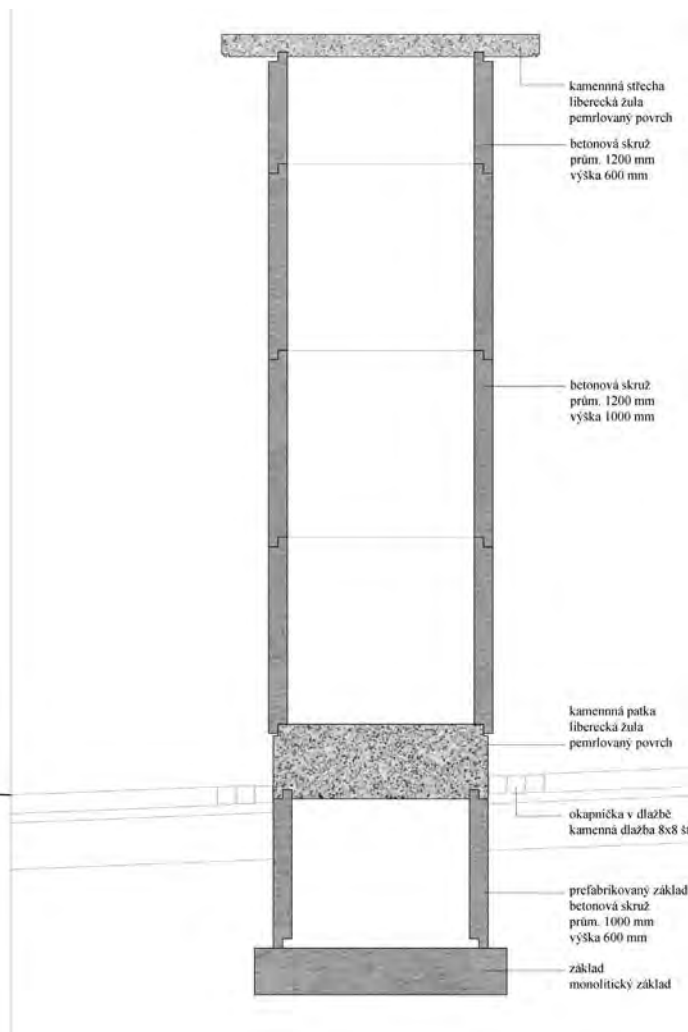 kamennná střecha
liberecká žula
pemrlovaný povrch
betonová skruž
prům. 1200 mm
výška 600 mm
betonová skruž
prům. 1200 mm
výška 1000 mm
kamennná patka
liberecká žula
pemrlovaný povrch
okapnička v dlažbě
kamenná dlažba 8x8
prefabrikovaný základ
betonová skruž
prům. 1000 mm
výška 600 mm
základ
monolitický základ